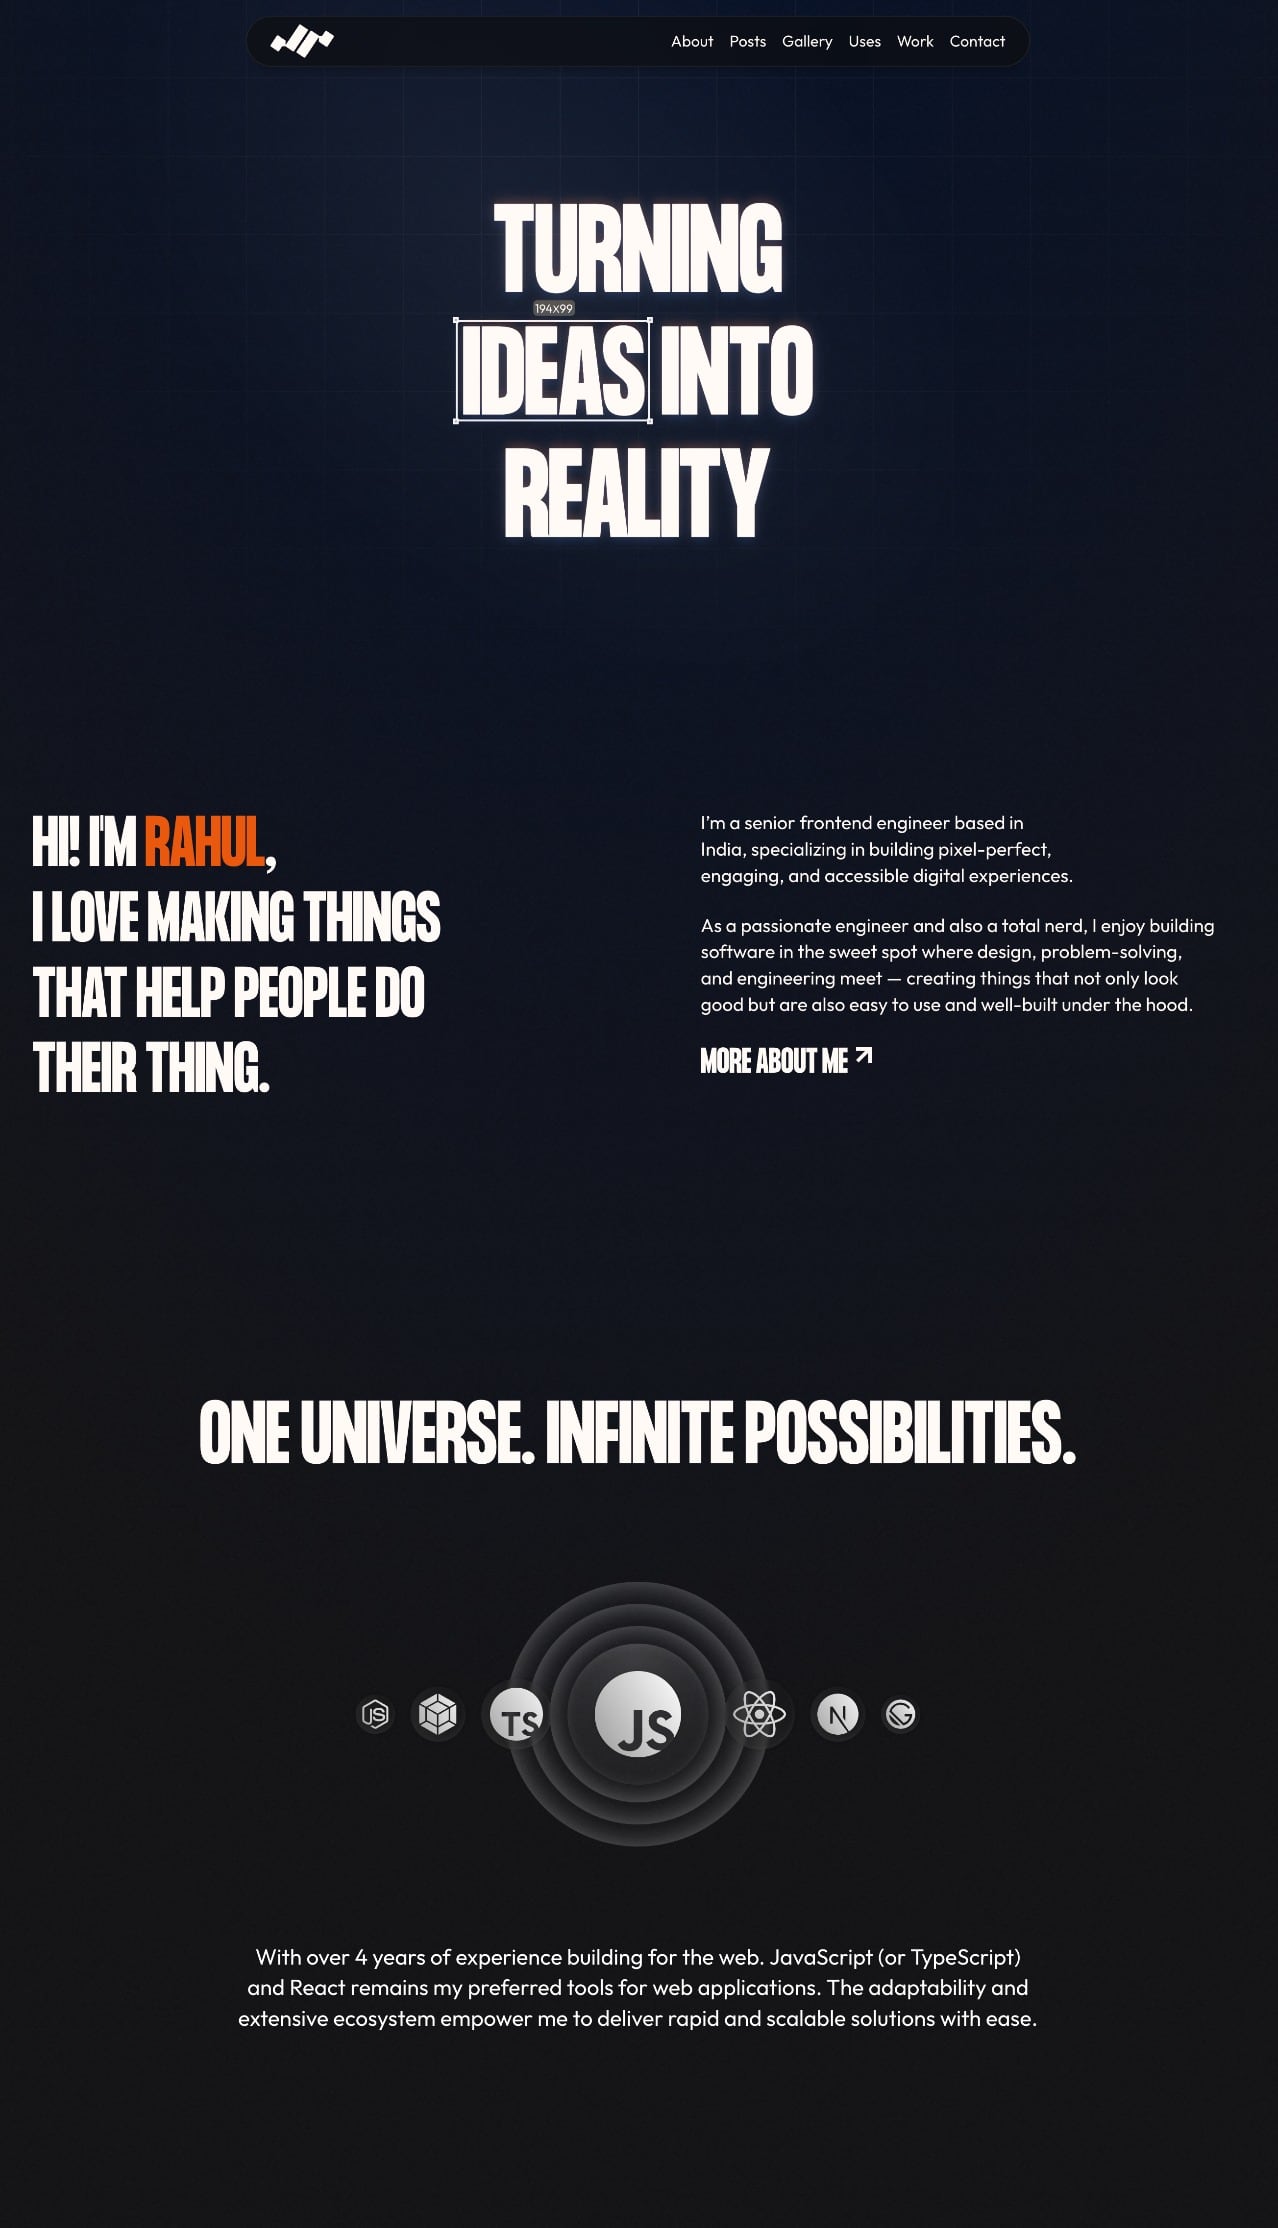 About Posts Gallery Uses Work Contact
TURNING
194x99
IDEAS INTO
REALITY
HI! I'M RAHUL,
I LOVE MAKING THINGS
THAT HELP PEOPLE DO
THEIR THING.
I'm a senior frontend engineer based in
India, specializing in building pixel-perfect,
engaging, and accessible digital experiences.
As a passionate engineer and also a total nerd, I enjoy building
software in the sweet spot where design, problem-solving,
and engineering meet — creating things that not only look
good but are also easy to use and well-built under the hood.
MORE ABOUT ME
ONE UNIVERSE. INFINITE POSSIBILITIES.
JS TS JS N G
With over 4 years of experience building for the web. JavaScript (or TypeScript)
and React remains my preferred tools for web applications. The adaptability and
extensive ecosystem empower me to deliver rapid and scalable solutions with ease.